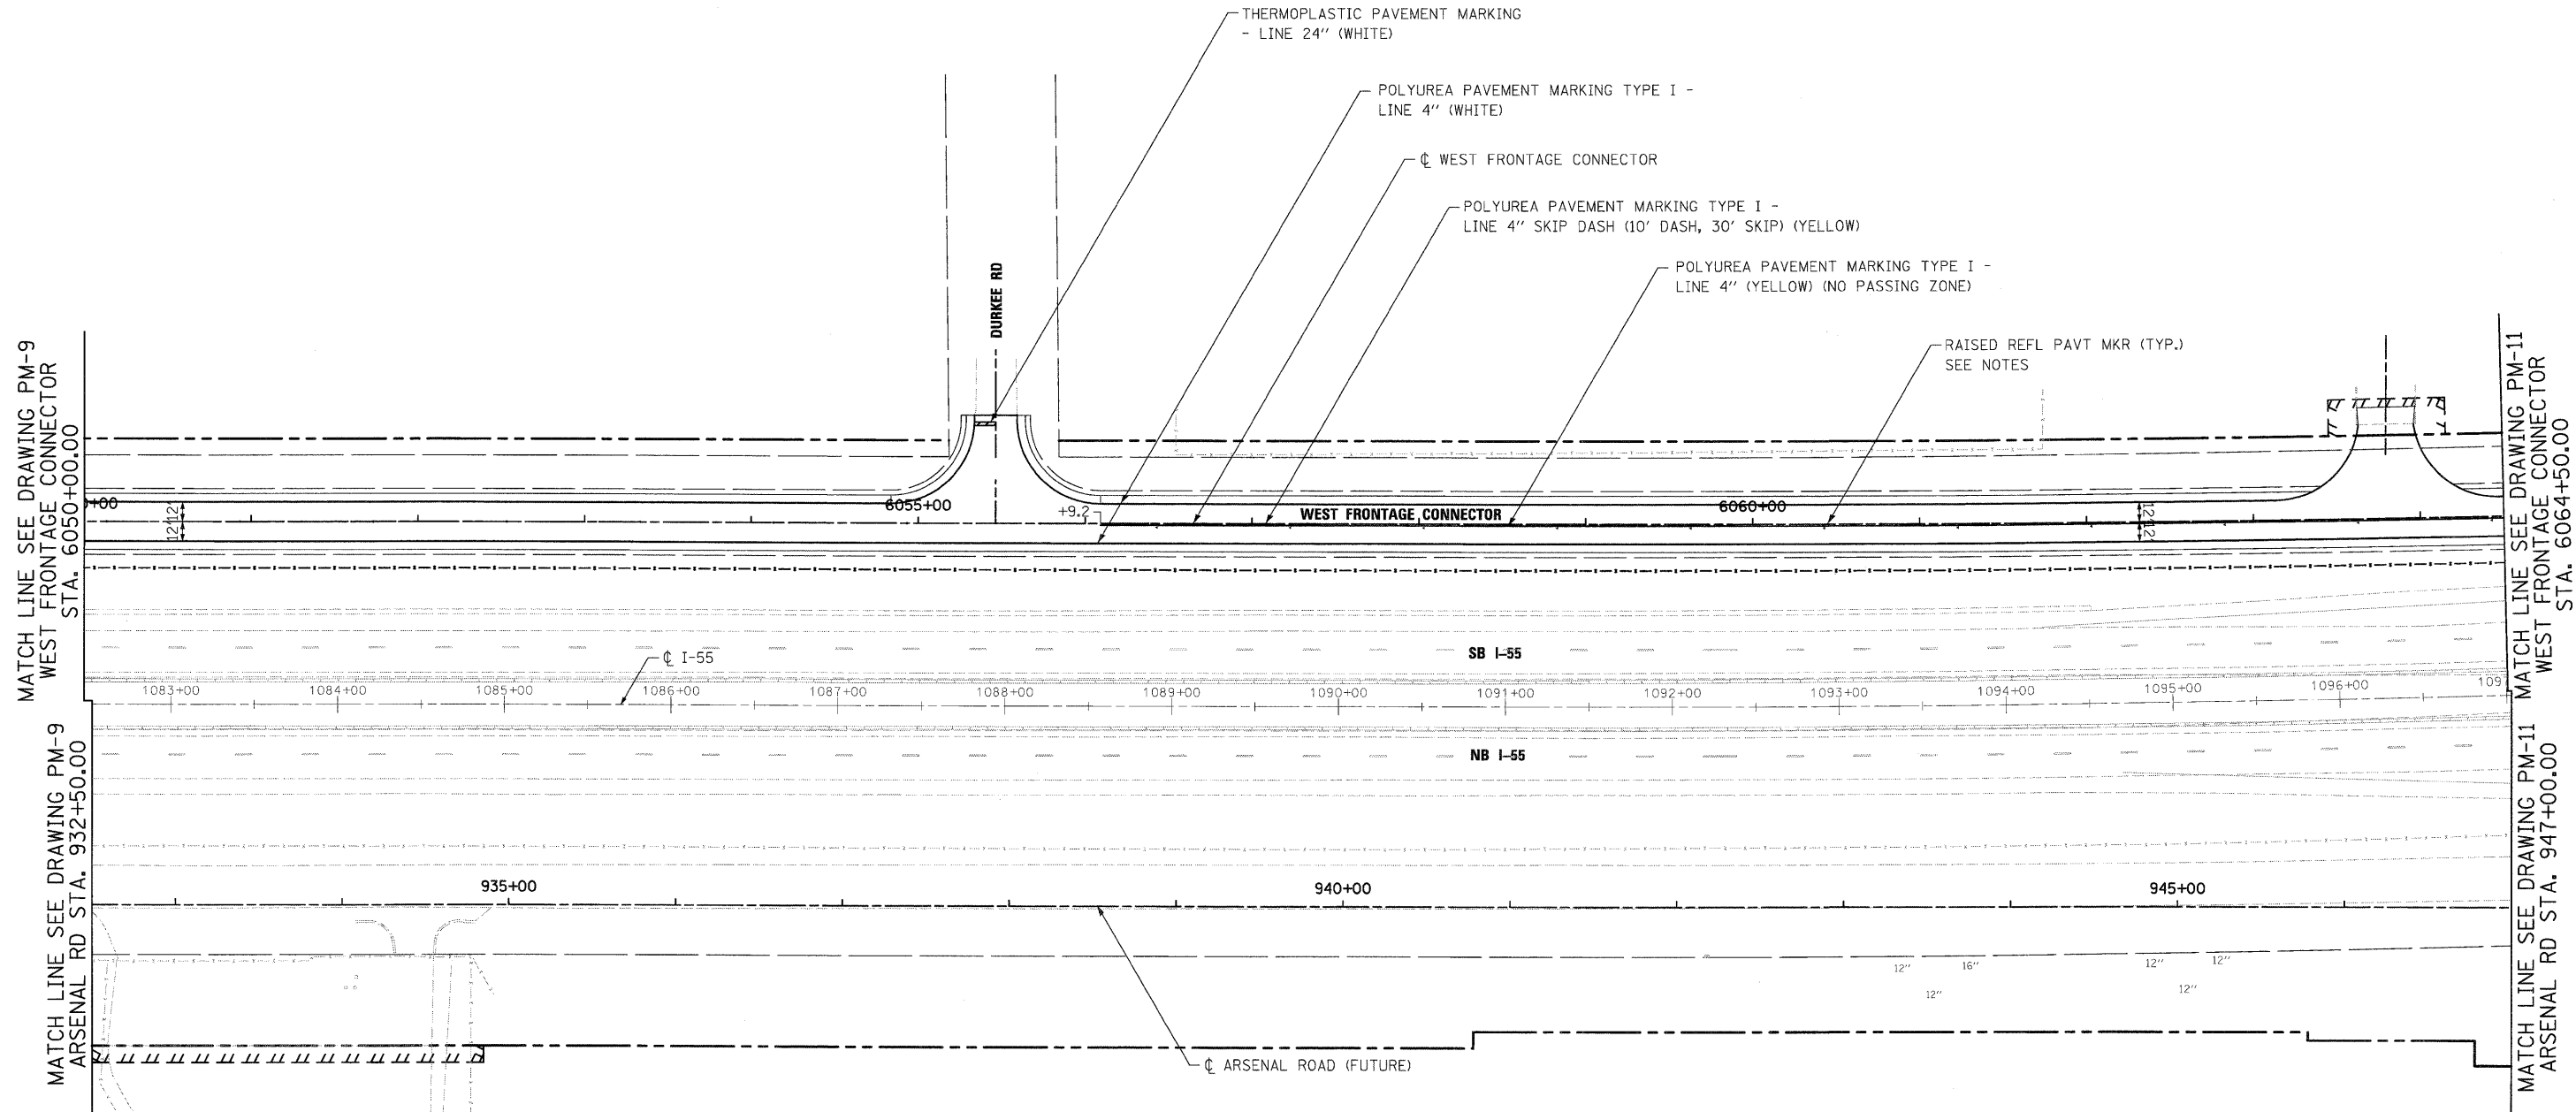 THERMOPLASTIC PAVEMENT MARKING
- LINE 24" (WHITE)
POLYUREA PAVEMENT MARKING TYPE I -
LINE 4" (WHITE)
℄ WEST FRONTAGE CONNECTOR
POLYUREA PAVEMENT MARKING TYPE I -
LINE 4" SKIP DASH (10' DASH, 30' SKIP) (YELLOW)
POLYUREA PAVEMENT MARKING TYPE I -
LINE 4" (YELLOW) (NO PASSING ZONE)
RAISED REFL PAVT MKR (TYP.)
SEE NOTES
DURKEE RD
MATCH LINE SEE DRAWING PM-9
WEST FRONTAGE CONNECTOR
STA. 6050+00.00
MATCH LINE SEE DRAWING PM-11
WEST FRONTAGE CONNECTOR
STA. 6064+50.00
0+00
12'
12'
6055+00
+9.2
WEST FRONTAGE CONNECTOR
6060+00
12'
12'
SB I-55
℄ I-55
1083+00
1084+00
1085+00
1086+00
1087+00
1088+00
1089+00
1090+00
1091+00
1092+00
1093+00
1094+00
1095+00
1096+00
109
NB I-55
MATCH LINE SEE DRAWING PM-9
ARSENAL RD STA. 932+50.00
MATCH LINE SEE DRAWING PM-11
ARSENAL RD STA. 947+00.00
935+00
940+00
945+00
12"
16"
12"
12"
12"
12"
℄ ARSENAL ROAD (FUTURE)